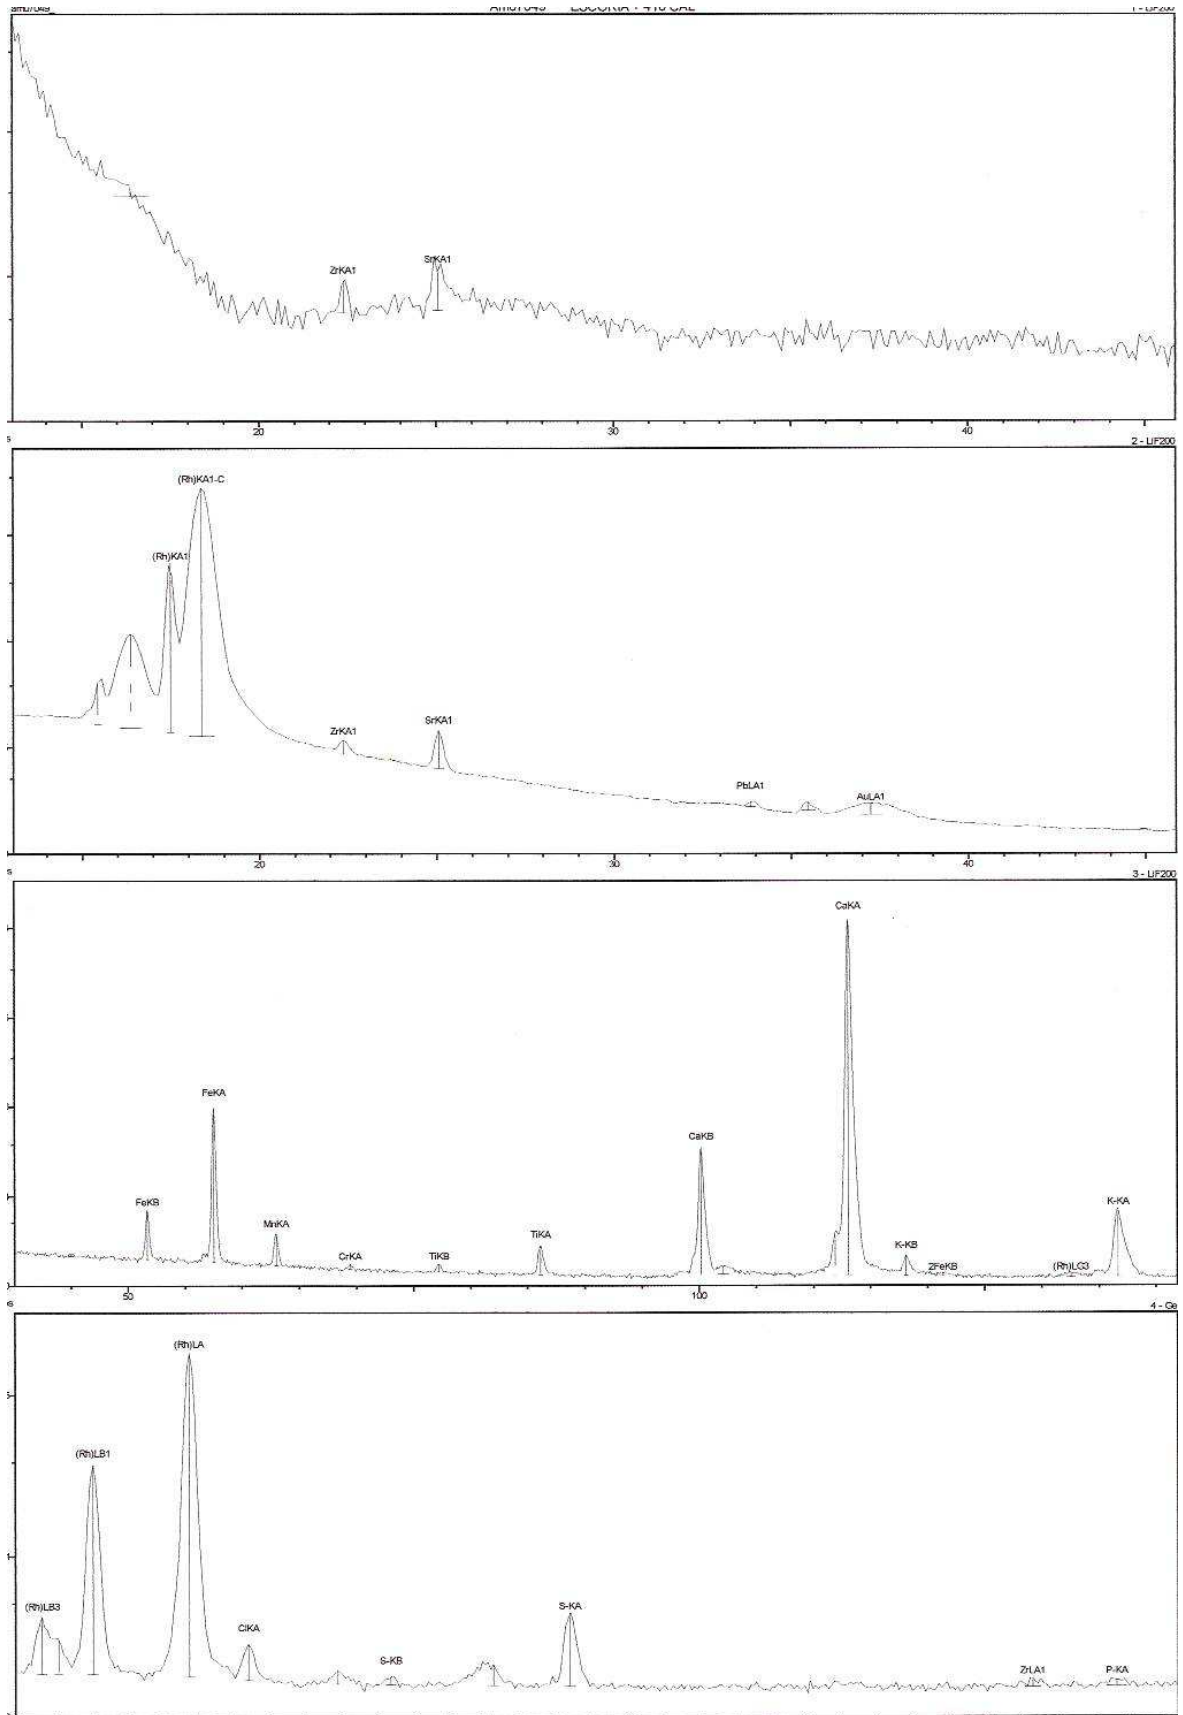 ZrKA1 SrKA1
20 30 40
2 - LiF200
(Rh)KA1-C
(Rh)KA1
ZrKA1 SrKA1
PbLA1 AuLA1
20 30 40
3 - LiF200
CaKA
FeKA
CaKB
FeKB
MnKA
CrKA TiKB TiKA
K-KB 2FeKB (Rh)LG3 K-KA
50 100
4 - Ge
(Rh)LA
(Rh)LB1
(Rh)LB3
ClKA
S-KB S-KA
ZrLA1 P-KA